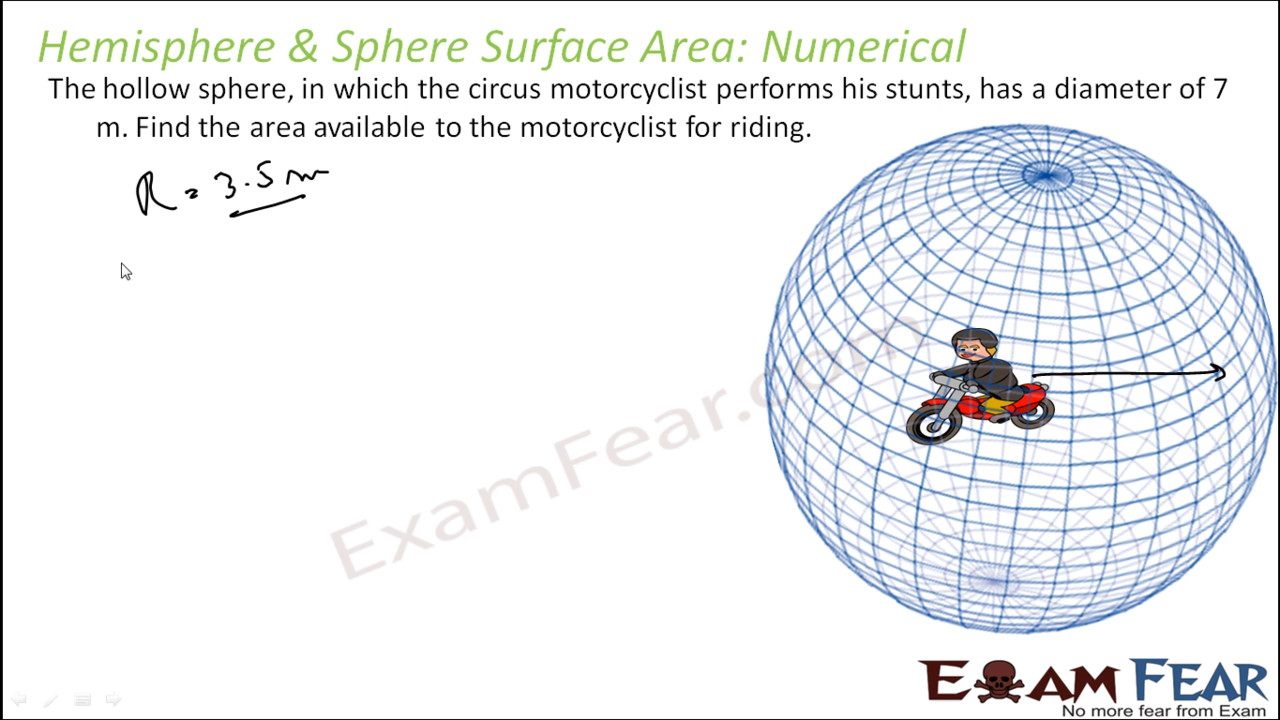 Hemisphere & Sphere Surface Area: Numerical
The hollow sphere, in which the circus motorcyclist performs his stunts, has a diameter of 7
m. Find the area available to the motorcyclist for riding.
R = 3.5 m
ExamFear.com
EXAM FEAR
No more fear from Exam